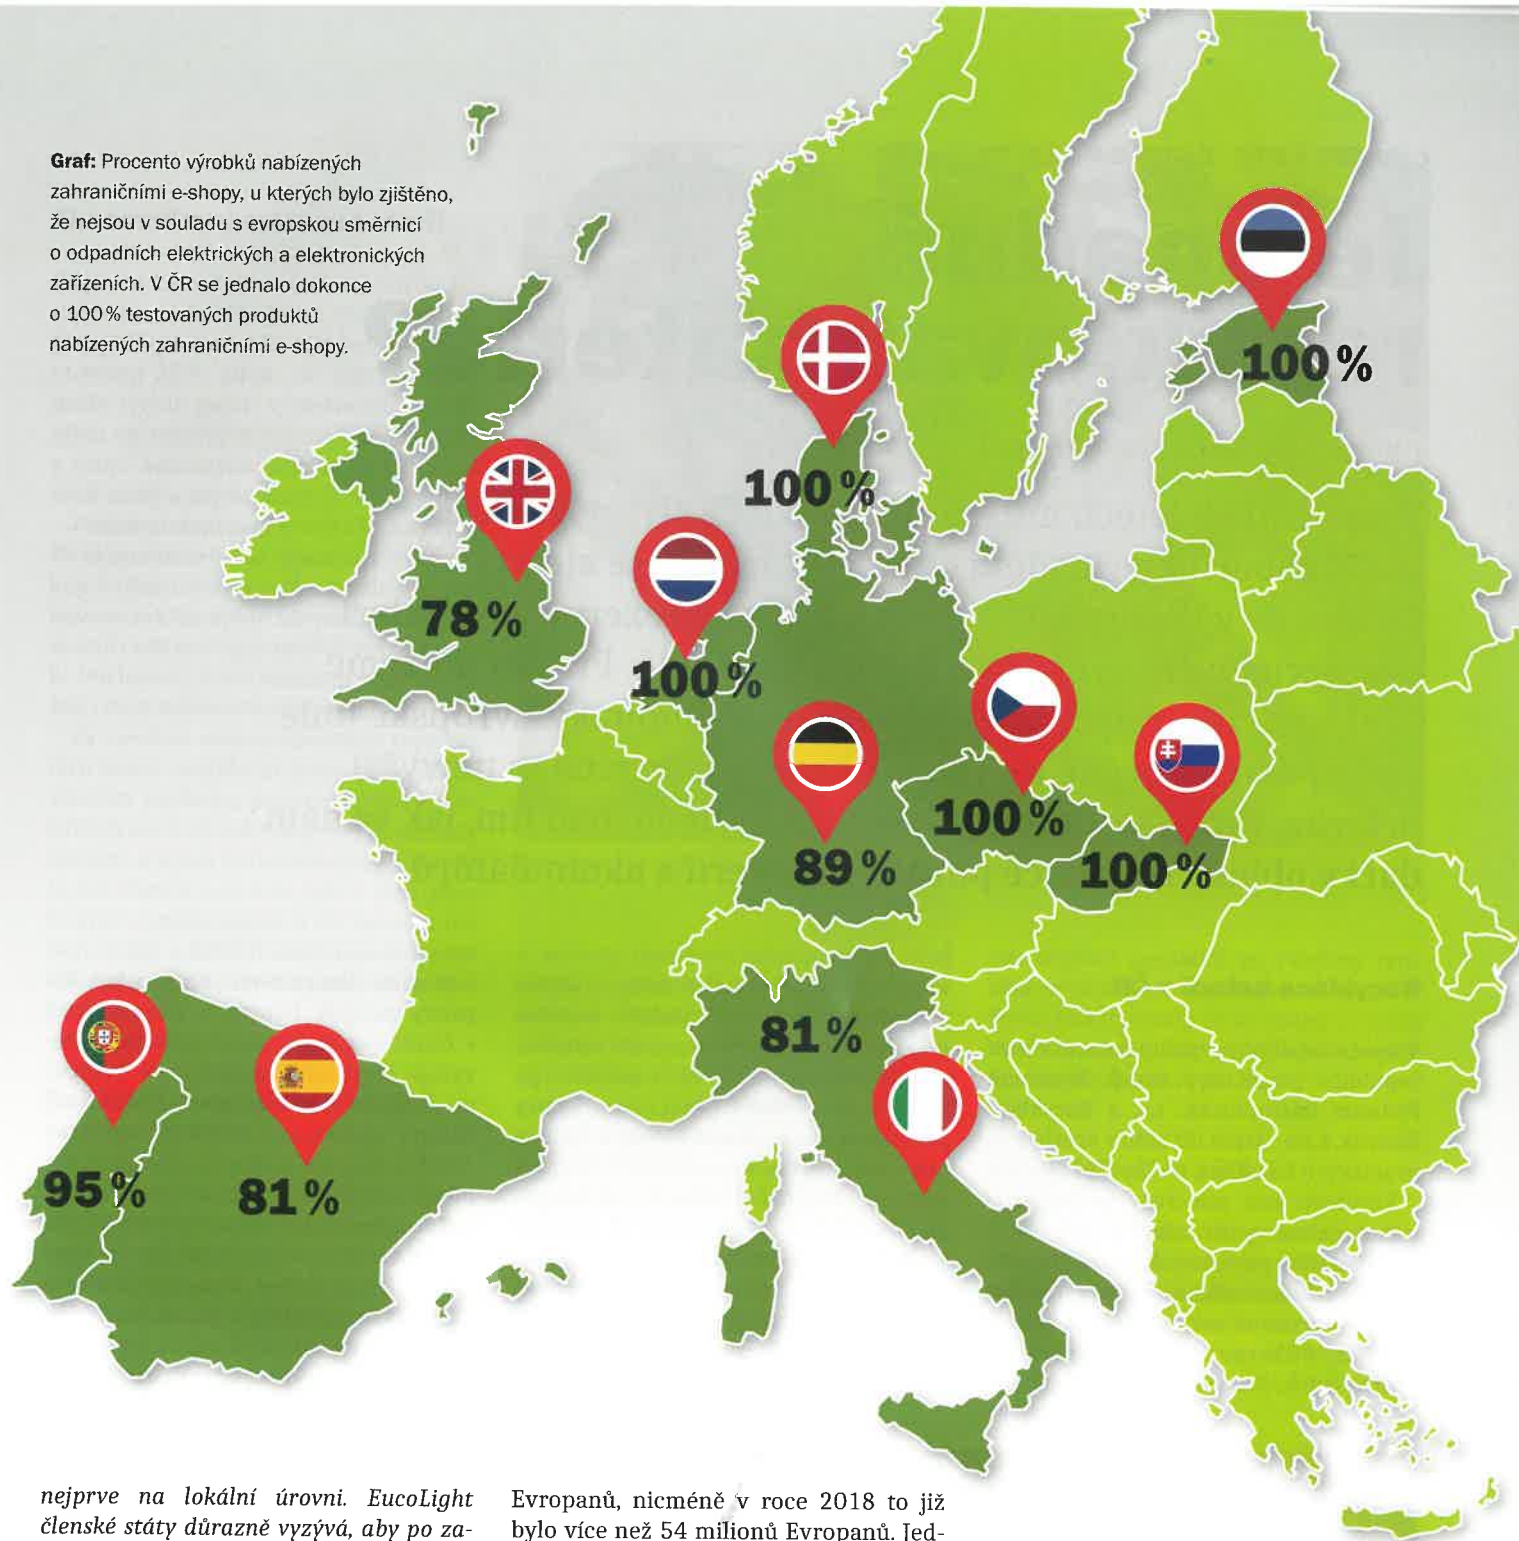 Graf: Procento výrobků nabízených
zahraničními e-shopy, u kterých bylo zjištěno,
že nejsou v souladu s evropskou směrnicí
o odpadních elektrických a elektronických
zařízeních. V ČR se jednalo dokonce
o 100% testovaných produktů
nabízených zahraničními e-shopy.
100%
100%
78%
100%
100%
89%
100%
81%
95%
81%
nejprve na lokální úrovni. EucoLight
členské státy důrazně vyzývá, aby po za-
Evropanů, nicméně v roce 2018 to již
bylo více než 54 milionů Evropanů. Jed-